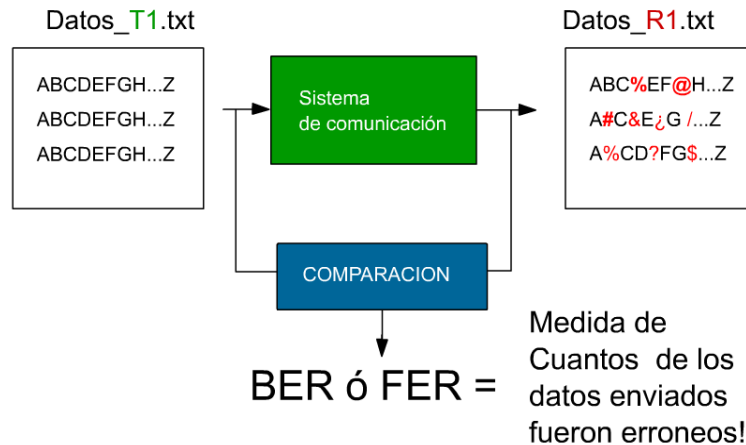 Datos_T1.txt
Datos_R1.txt
ABCDEFGH...Z
ABCDEFGH...Z
ABCDEFGH...Z
Sistema
de comunicación
ABC%EF@H...Z
A#C&E¿G /...Z
A%CD?FG$...Z
COMPARACION
BER ó FER =
Medida de
Cuantos de los
datos enviados
fueron erroneos!